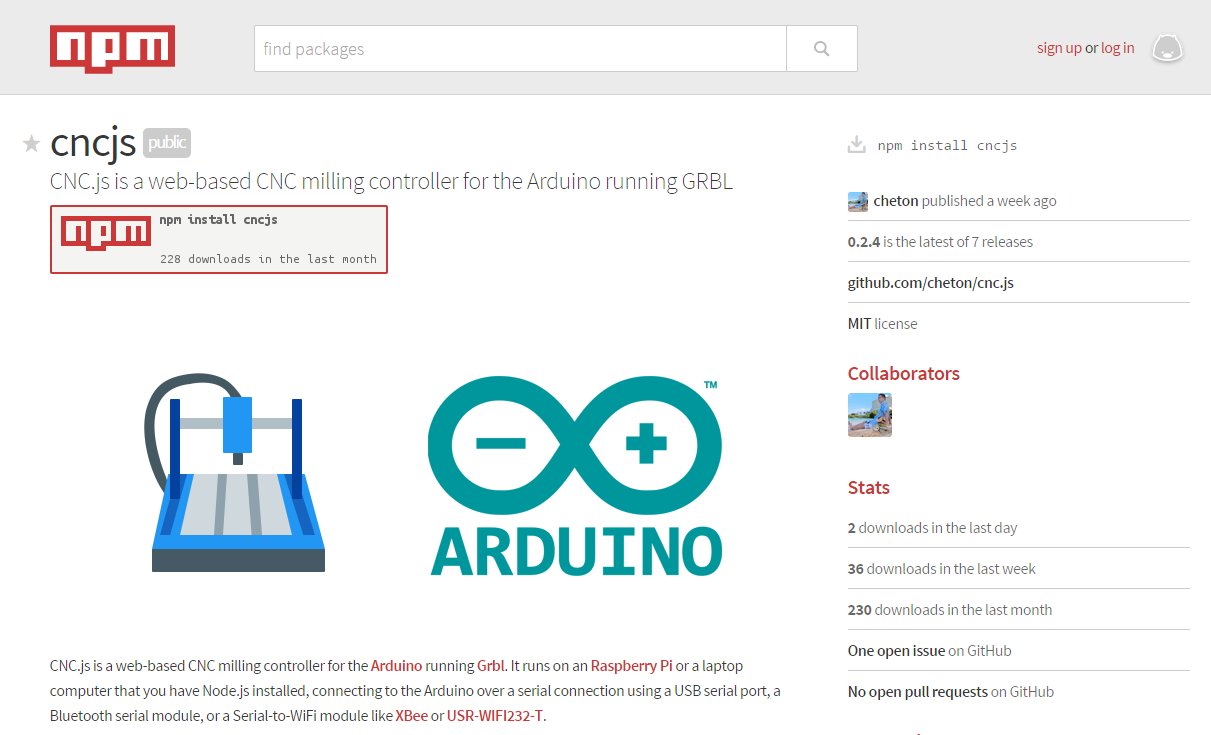 npm
find packages
sign up or log in
cncjs public
CNC.js is a web-based CNC milling controller for the Arduino running GRBL
npm
npm install cncjs
228 downloads in the last month
TM
ARDUINO
CNC.js is a web-based CNC milling controller for the Arduino running Grbl. It runs on an Raspberry Pi or a laptop
computer that you have Node.js installed, connecting to the Arduino over a serial connection using a USB serial port, a
Bluetooth serial module, or a Serial-to-WiFi module like XBee or USR-WIFI232-T.
npm install cncjs
cheton published a week ago
0.2.4 is the latest of 7 releases
github.com/cheton/cnc.js
MIT license
Collaborators
Stats
2 downloads in the last day
36 downloads in the last week
230 downloads in the last month
One open issue on GitHub
No open pull requests on GitHub